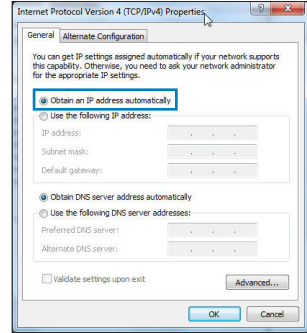 Internet Protocol Version 4 (TCP/IPv4) Properties
General
Alternate Configuration
You can get IP settings assigned automatically if your network supports
this capability. Otherwise, you need to ask your network administrator
for the appropriate IP settings.
Obtain an IP address automatically
Use the following IP address:
IP address:
Subnet mask:
Default gateway:
Obtain DNS server address automatically
Use the following DNS server addresses:
Preferred DNS server:
Alternate DNS server:
Validate settings upon exit
Advanced...
OK
Cancel